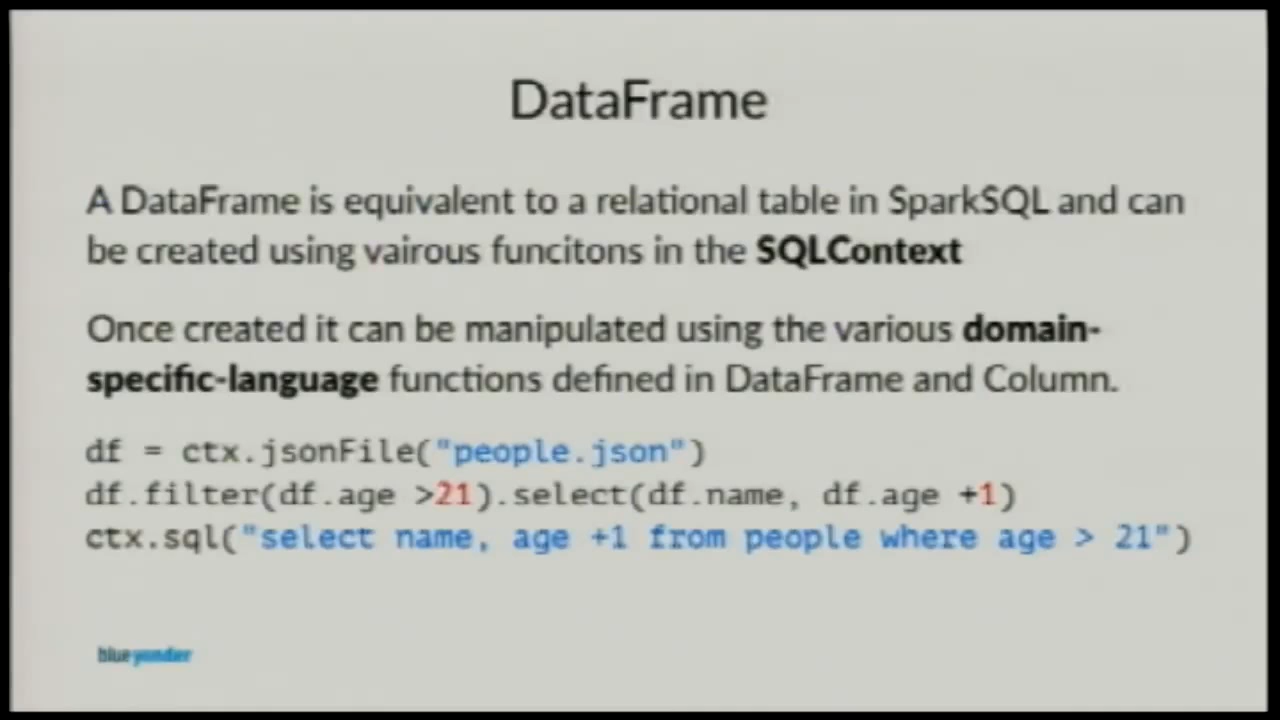 DataFrame
A DataFrame is equivalent to a relational table in SparkSQL and can
be created using vairous funcitons in the SQLContext
Once created it can be manipulated using the various domain-
specific-language functions defined in DataFrame and Column.
df = ctx.jsonFile("people.json")
df.filter(df.age >21).select(df.name, df.age +1)
ctx.sql("select name, age +1 from people where age > 21")
blueyonder